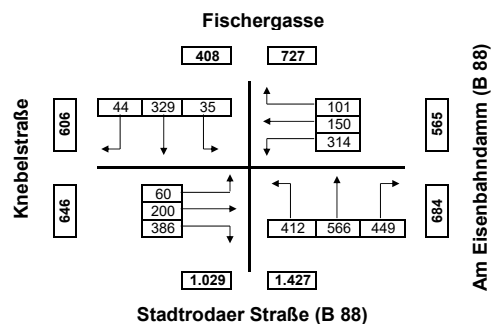 Fischergasse
408 727
44 329 35
101
150
314
Knebelstraße
606
646
Am Eisenbahndamm (B 88)
565
684
60
200
386
412 566 449
1.029 1.427
Stadtrodaer Straße (B 88)